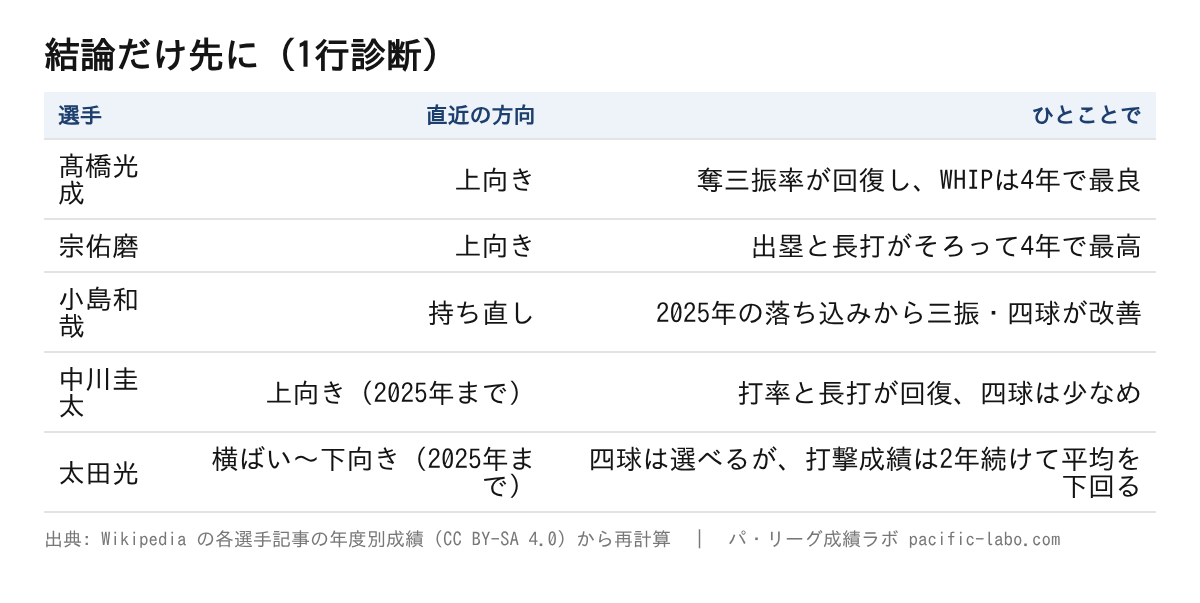 結論だけ先に（1行診断）
選手 直近の方向 ひとことで
髙橋光
成 上向き 奪三振率が回復し、WHIPは4年で最良
宗佑磨 上向き 出塁と長打がそろって4年で最高
小島和
哉 持ち直し 2025年の落ち込みから三振・四球が改善
中川圭
太 上向き（2025年まで） 打率と長打が回復、四球は少なめ
太田光 横ばい〜下向き（2025年ま
で） 四球は選べるが、打撃成績は2年続けて平均を
下回る
出典: Wikipedia の各選手記事の年度別成績（CC BY-SA 4.0）から再計算 ｜ パ・リーグ成績ラボ pacific-labo.com